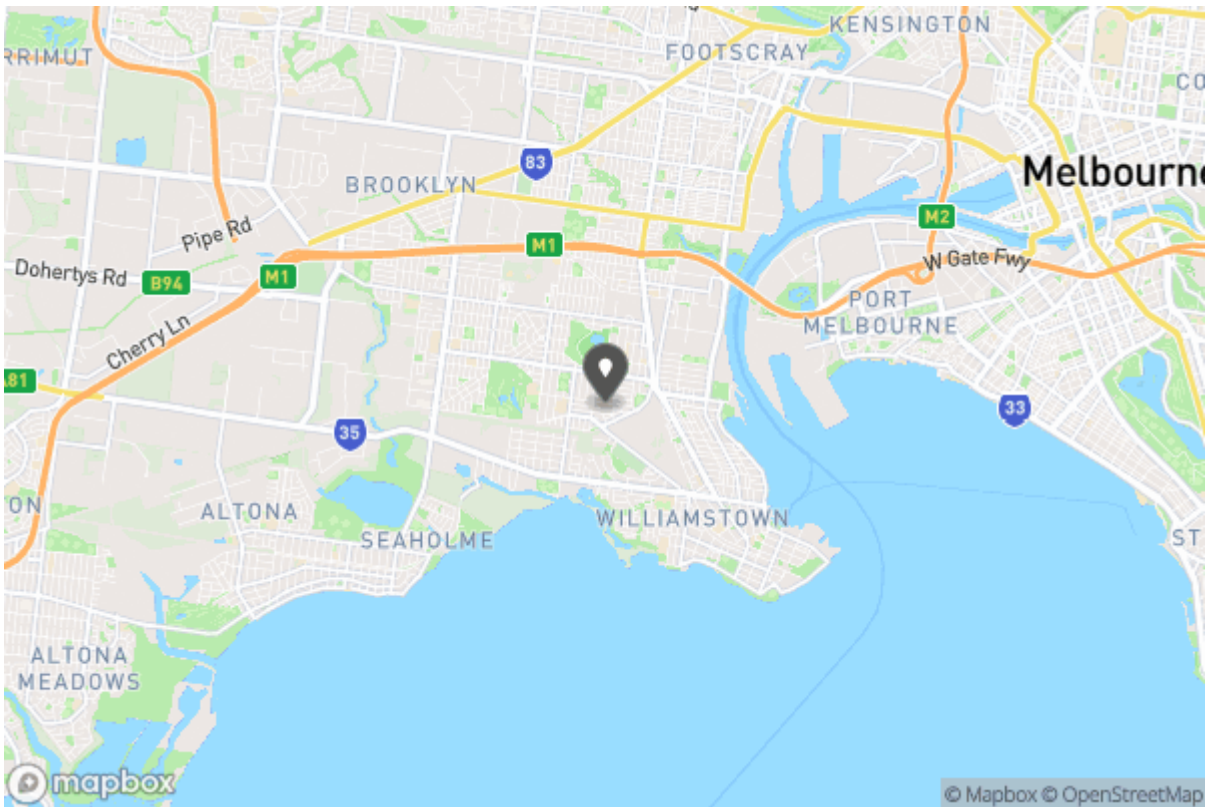 KENSINGTON
FOOTSCRAY
RRIMUT
CO
83
BROOKLYN
Melbourne
M2
Pipe Rd
M1
W Gate Fwy
Dohertys Rd
B94
M1
PORT
MELBOURNE
Cherry Ln
A81
33
35
ON
ALTONA
WILLIAMSTOWN
SEAHOLME
ST
ALTONA
MEADOWS
mapbox
© Mapbox © OpenStreetMap